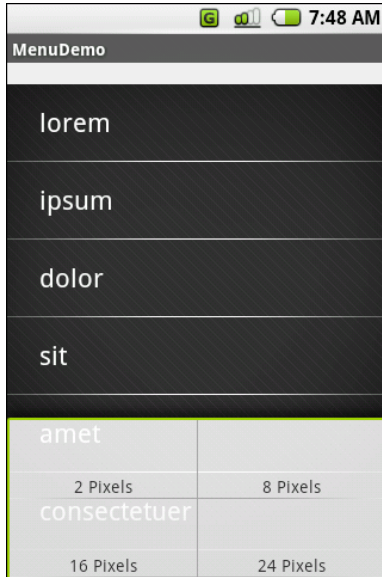 G 7:48 AM
MenuDemo
lorem
ipsum
dolor
sit
amet
2 Pixels 8 Pixels
consectetuer
16 Pixels 24 Pixels